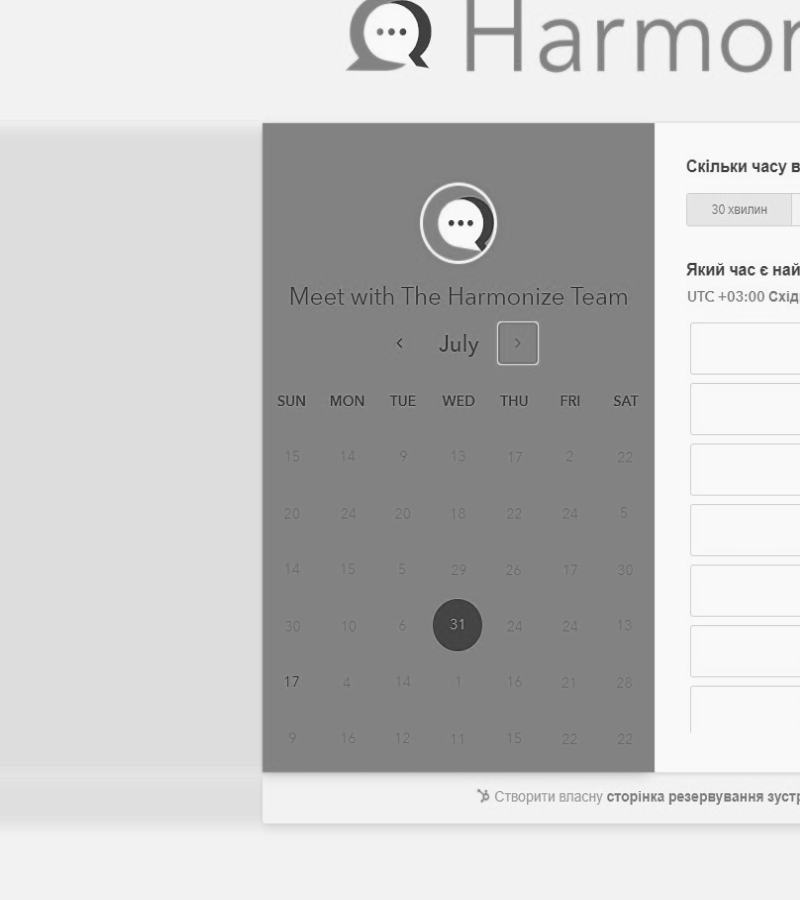 Harmon
Скільки часу в
30 хвилин
Який час є най
UTC +03:00 Східн
Meet with The Harmonize Team
July
SUN MON TUE WED THU FRI SAT
15 14 9 13 17 2 22
20 24 20 18 22 24 5
14 15 5 29 26 17 30
30 10 6 31 24 24 13
17 4 14 1 16 21 28
9 16 12 11 15 22 22
Створити власну сторінка резервування зустр